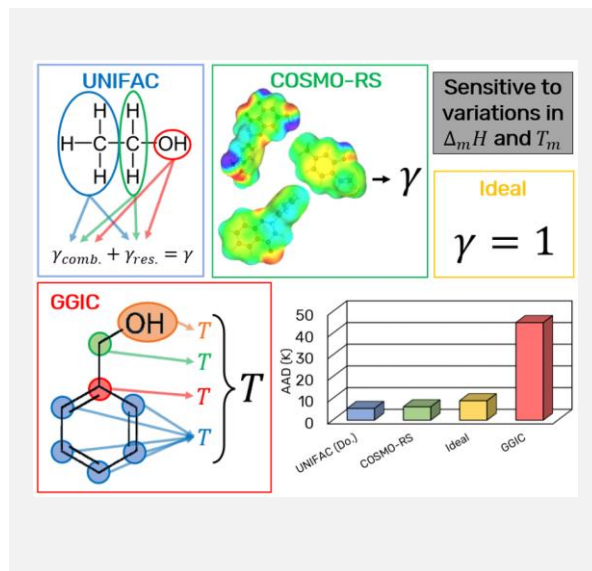 UNIFAC
H
H
H
C
C
OH
H
H
γcomb. + γres. = γ
COSMO-RS
γ
Sensitive to
variations in
ΔmH and Tm
Ideal
γ = 1
GGIC
OH
T
T
T
T
T
AAD (K)
50
40
30
20
10
0
UNIFAC (Do.)
COSMO-RS
Ideal
GGIC